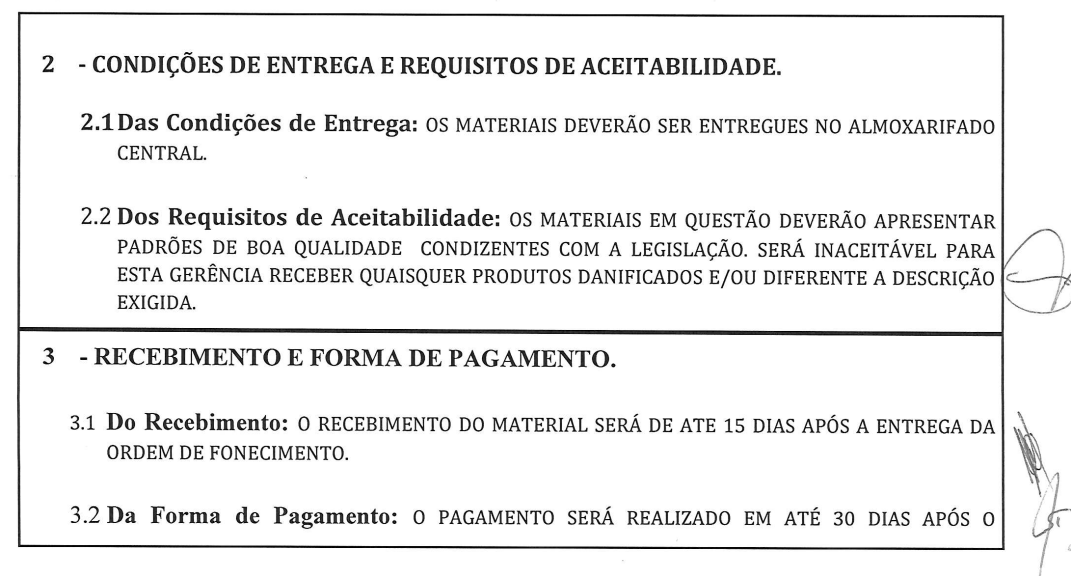 2 - CONDIÇÕES DE ENTREGA E REQUISITOS DE ACEITABILIDADE.
2.1 Das Condições de Entrega: OS MATERIAIS DEVERÃO SER ENTREGUES NO ALMOXARIFADO
CENTRAL.
2.2 Dos Requisitos de Aceitabilidade: OS MATERIAIS EM QUESTÃO DEVERÃO APRESENTAR
PADRÕES DE BOA QUALIDADE CONDIZENTES COM A LEGISLAÇÃO. SERÁ INACEITÁVEL PARA
ESTA GERÊNCIA RECEBER QUAISQUER PRODUTOS DANIFICADOS E/OU DIFERENTE A DESCRIÇÃO
EXIGIDA.
3 - RECEBIMENTO E FORMA DE PAGAMENTO.
3.1 Do Recebimento: O RECEBIMENTO DO MATERIAL SERÁ DE ATE 15 DIAS APÓS A ENTREGA DA
ORDEM DE FONECIMENTO.
3.2 Da Forma de Pagamento: O PAGAMENTO SERÁ REALIZADO EM ATÉ 30 DIAS APÓS O